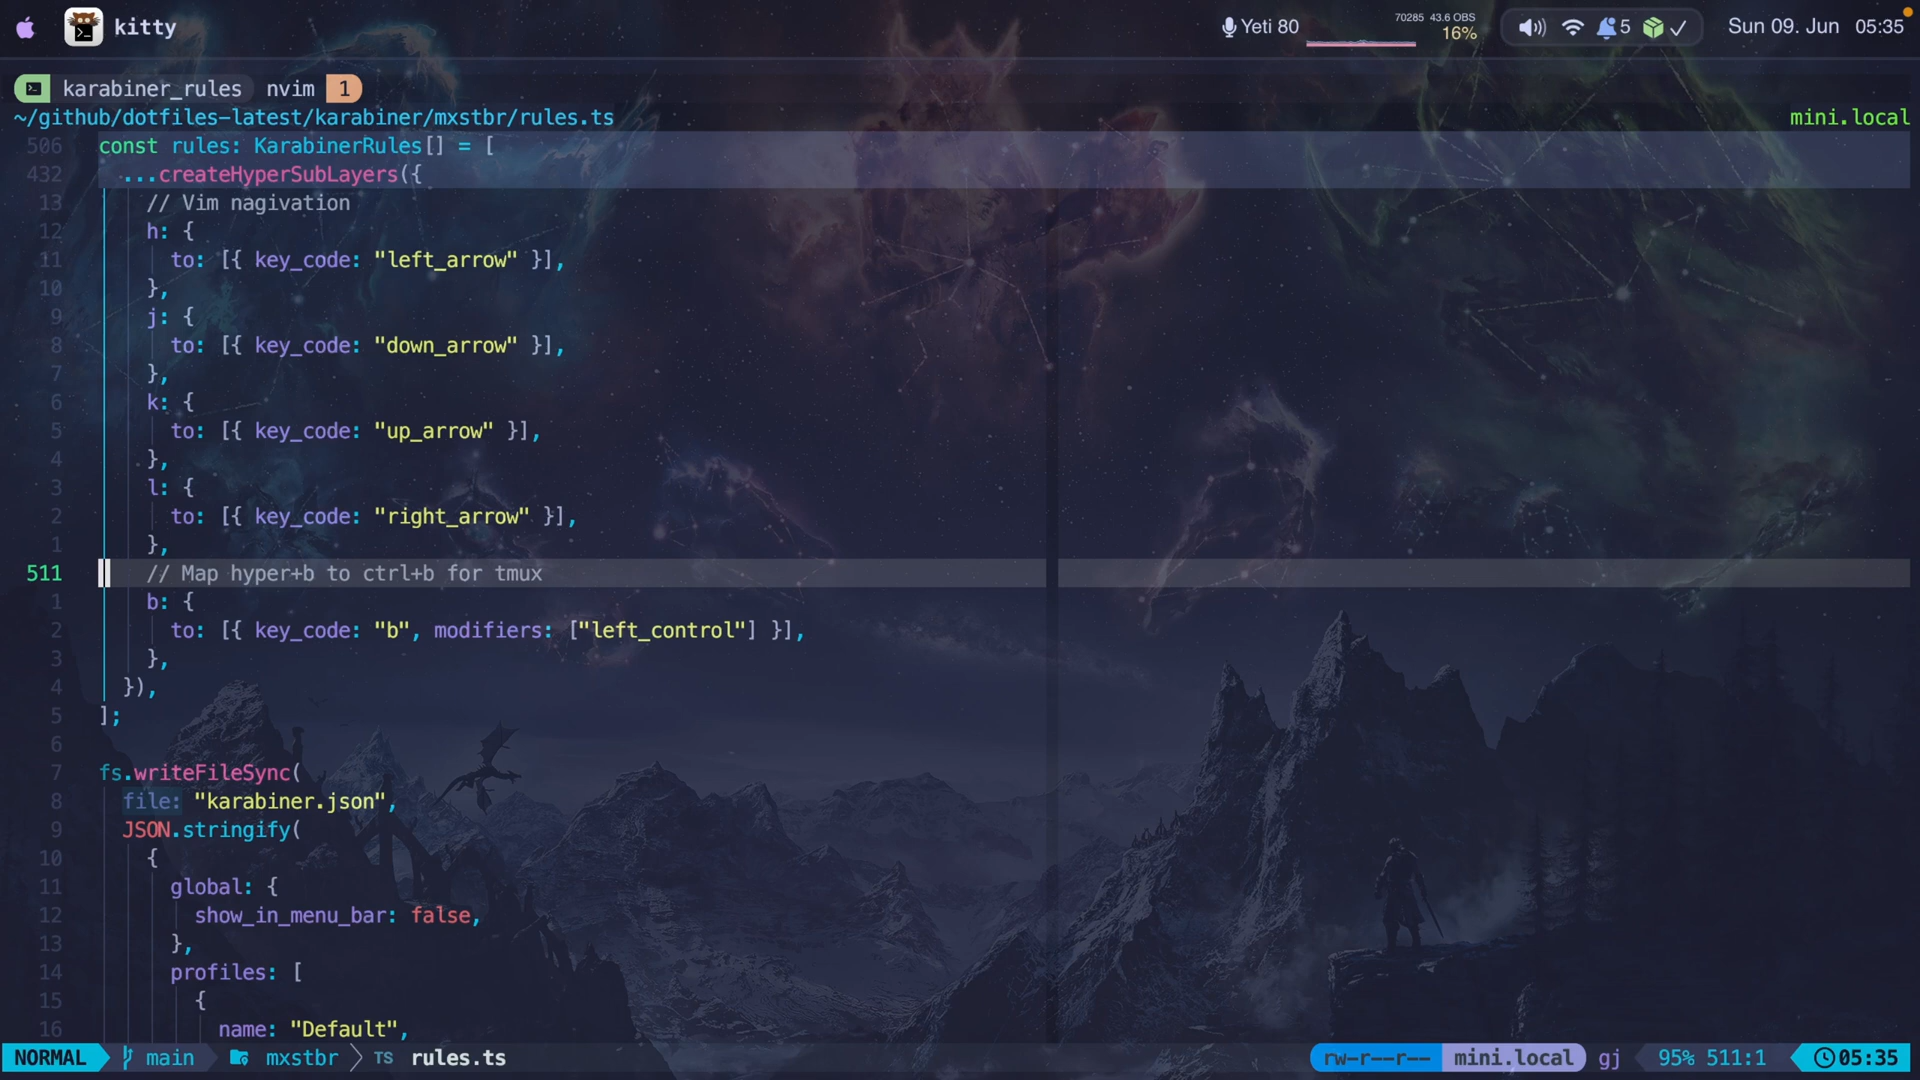 kitty
Yeti 80
70285 43.6 OBS
16%
5
Sun 09. Jun 05:35
karabiner_rules nvim 1
~/github/dotfiles-latest/karabiner/mxstbr/rules.ts mini.local
506 const rules: KarabinerRules[] = [
432 ...createHyperSubLayers({
13 // Vim nagivation
12 h: {
11 to: [{ key_code: "left_arrow" }],
10 },
9 j: {
8 to: [{ key_code: "down_arrow" }],
7 },
6 k: {
5 to: [{ key_code: "up_arrow" }],
4 },
3 l: {
2 to: [{ key_code: "right_arrow" }],
1 },
511 // Map hyper+b to ctrl+b for tmux
1 b: {
2 to: [{ key_code: "b", modifiers: ["left_control"] }],
3 },
4 }),
5 ];
6
7 fs.writeFileSync(
8 file: "karabiner.json",
9 JSON.stringify(
10 {
11 global: {
12 show_in_menu_bar: false,
13 },
14 profiles: [
15 {
16 name: "Default",
NORMAL main mxstbr TS rules.ts rw-r--r-- mini.local gj 95% 511:1 05:35